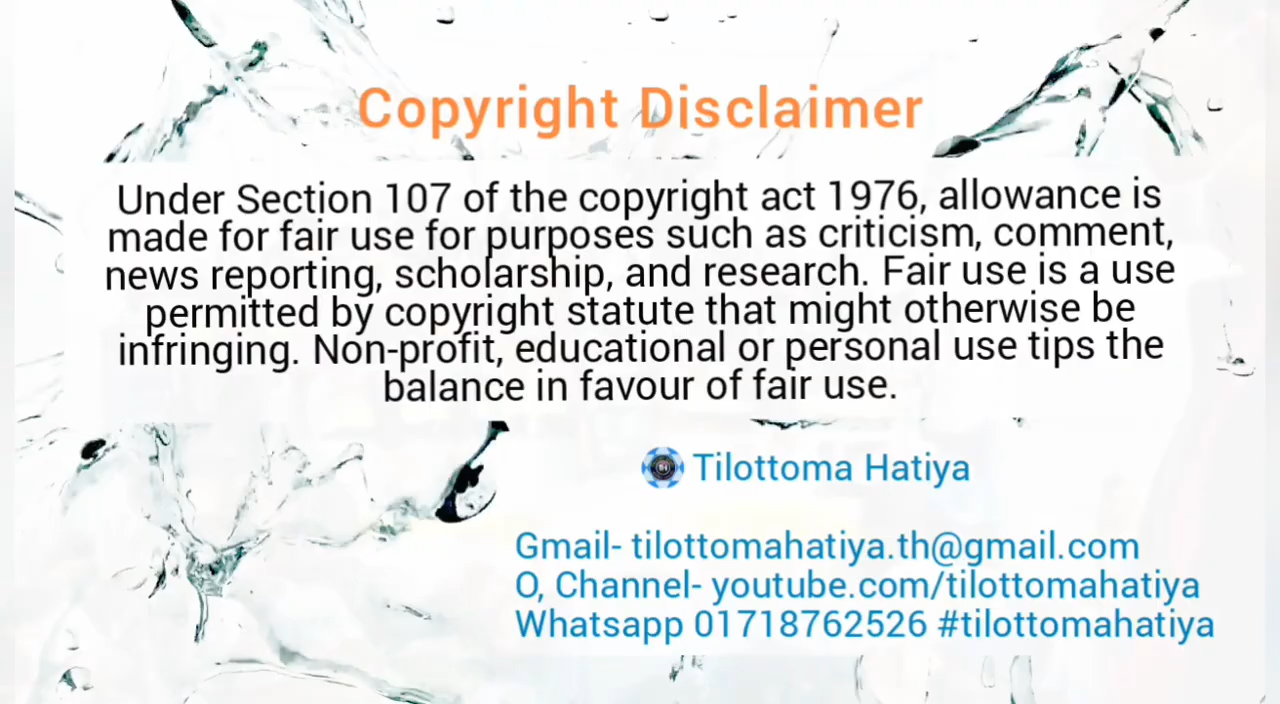 Copyright Disclaimer
Under Section 107 of the copyright act 1976, allowance is
made for fair use for purposes such as criticism, comment,
news reporting, scholarship, and research. Fair use is a use
permitted by copyright statute that might otherwise be
infringing. Non-profit, educational or personal use tips the
balance in favour of fair use.
Tilottoma Hatiya
Gmail- tilottomahatiya.th@gmail.com
O, Channel- youtube.com/tilottomahatiya
Whatsapp 01718762526 #tilottomahatiya